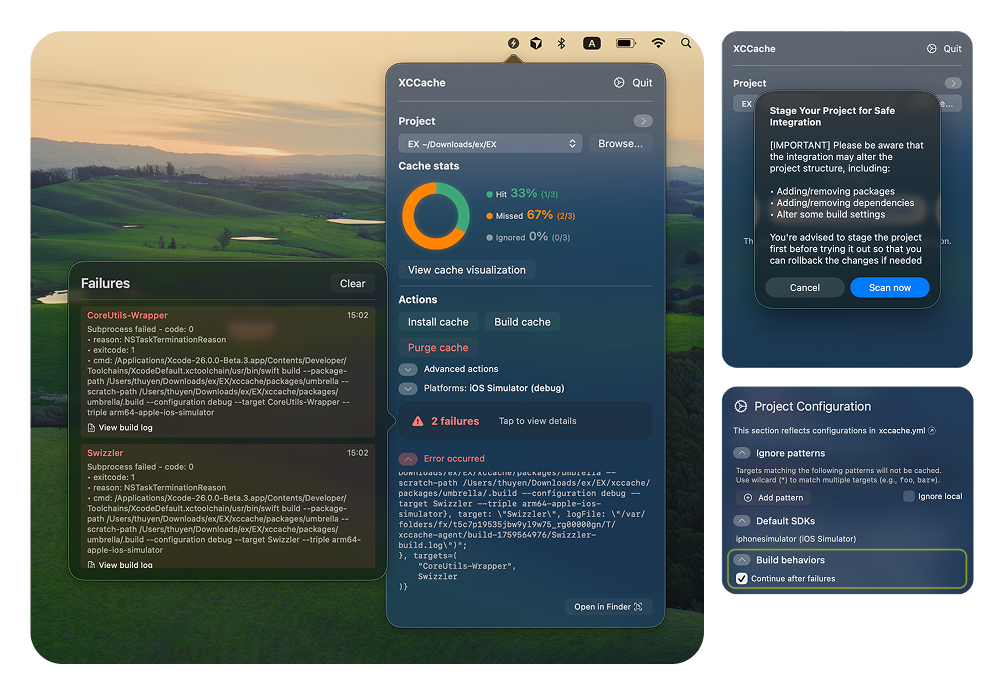 A
XCCache
Quit
Project
EX ~/Downloads/ex/EX
Browse...
Cache stats
Hit 33% (1/3)
Missed 67% (2/3)
Ignored 0% (0/3)
View cache visualization
Actions
Install cache
Build cache
Purge cache
Advanced actions
Platforms: iOS Simulator (debug)
2 failures
Tap to view details
Error occurred
Downloads/ex/EX/xccache/packages/umbrella --
scratch-path /Users/thuyen/Downloads/ex/EX/xccache/
packages/umbrella/.build --configuration debug --
target Swizzler --triple arm64-apple-ios-
simulator}, target: \"Swizzler\", logFile: \"/var/
folders/fx/t5c7p19535jbw9yl9w75_rg00000gn/T/
xccache-agent/build-1759564976/Swizzler-
build.log\")";
}, targets=(
"CoreUtils-Wrapper",
Swizzler
)}
Open in Finder
Failures
Clear
CoreUtils-Wrapper
15:02
Subprocess failed - code: 0
• reason: NSTaskTerminationReason
• exitcode: 1
• cmd: /Applications/Xcode-26.0.0-Beta.3.app/Contents/Developer/
Toolchains/XcodeDefault.xctoolchain/usr/bin/swift build --package-
path /Users/thuyen/Downloads/ex/EX/xccache/packages/umbrella --
scratch-path /Users/thuyen/Downloads/ex/EX/xccache/packages/
umbrella/.build --configuration debug --target CoreUtils-Wrapper --
triple arm64-apple-ios-simulator
View build log
Swizzler
15:02
Subprocess failed - code: 0
• reason: NSTaskTerminationReason
• exitcode: 1
• cmd: /Applications/Xcode-26.0.0-Beta.3.app/Contents/Developer/
Toolchains/XcodeDefault.xctoolchain/usr/bin/swift build --package-
path /Users/thuyen/Downloads/ex/EX/xccache/packages/umbrella --
scratch-path /Users/thuyen/Downloads/ex/EX/xccache/packages/
umbrella/.build --configuration debug --target Swizzler --triple arm64-
apple-ios-simulator
View build log
XCCache
Quit
Project
EX
e...
Stage Your Project for Safe
Integration
[IMPORTANT] Please be aware that
the integration may alter the
project structure, including:
• Adding/removing packages
• Adding/removing dependencies
• Alter some build settings
You're advised to stage the project
first before trying it out so that you
can rollback the changes if needed
Th
on.
Cancel
Scan now
Project Configuration
This section reflects configurations in xccache.yml
Ignore patterns
Targets matching the following patterns will not be cached.
Use wilcard (*) to match multiple targets (e.g., foo, bar*).
Add pattern
Ignore local
Default SDKs
iphonesimulator (iOS Simulator)
Build behaviors
Continue after failures